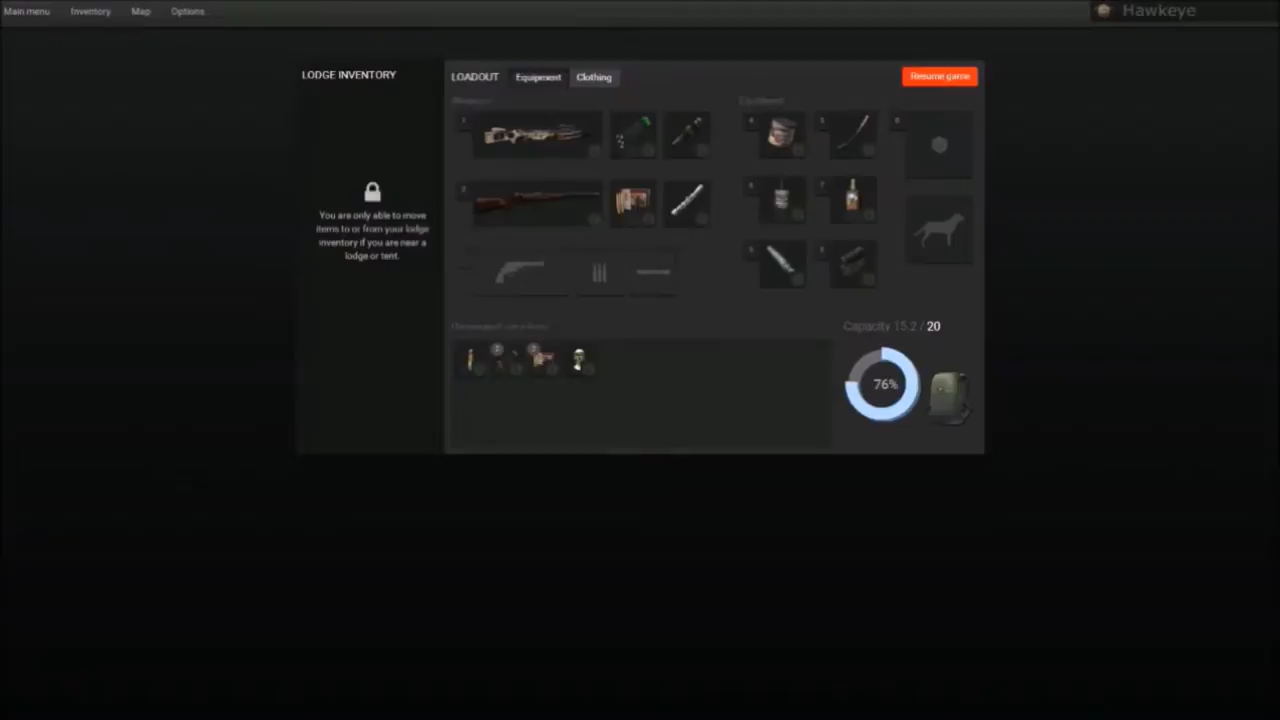 Main menu Inventory Map Options Hawkeye
LODGE INVENTORY
LOADOUT Equipment Clothing Resume game
You are only able to move
items to or from your lodge
inventory if you are near a
lodge or tent.
Capacity 15.2 / 20
76%